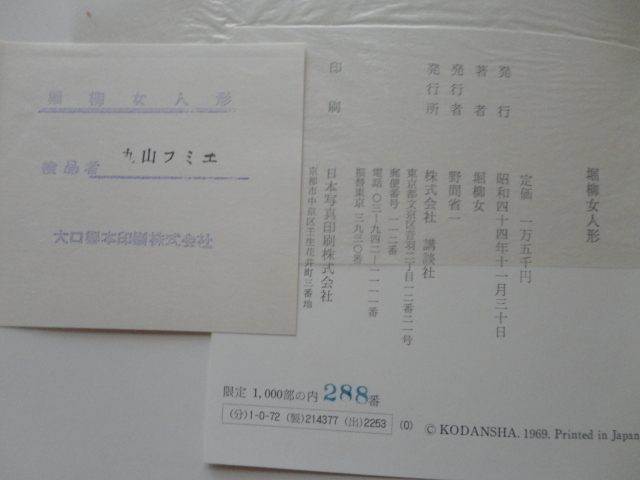 堀柳女人形
検品者 丸山フミエ
大口製本印刷株式会社
堀柳女人形
定価 一万五千円
発行 昭和四十四年十一月三十日
著者 堀柳女
発行者 野間省一
発行所 株式会社 講談社
東京都文京区音羽二丁目一二番二一号
郵便番号 一一二番
電話 〇三―九四二―一一一一番
振替東京 三九三〇番
印刷 日本写真印刷株式会社
京都市中京区壬生花井町三番地
限定 1,000部の内 288番
(分)1-0-72 (製)214377 (出)2253 (0)
© KODANSHA. 1969. Printed in Japan